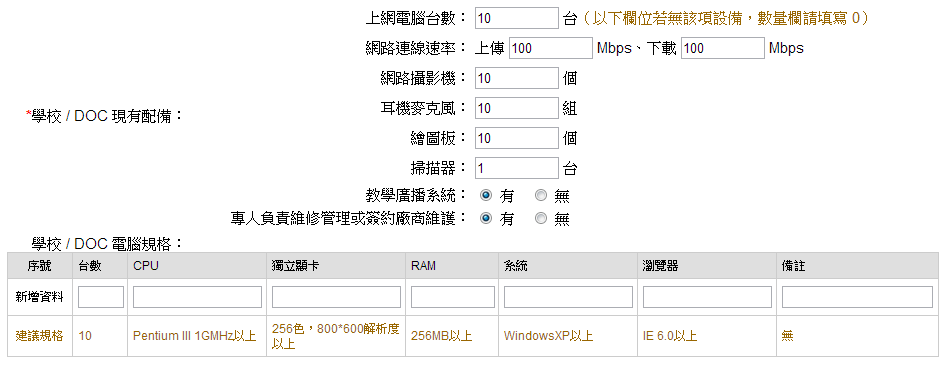 上網電腦台數： 10 台（以下欄位若無該項設備，數量欄請填寫 0）
網路連線速率： 上傳 100 Mbps、下載 100 Mbps
網路攝影機： 10 個
耳機麥克風： 10 組
*學校 / DOC 現有配備：
繪圖板： 10 個
掃描器： 1 台
教學廣播系統： 有 無
專人負責維修管理或簽約廠商維護： 有 無
學校 / DOC 電腦規格：
序號 台數 CPU 獨立顯卡 RAM 系統 瀏覽器 備註
新增資料
建議規格 10 Pentium III 1GMHz以上 256色，800*600解析度
以上 256MB以上 WindowsXP以上 IE 6.0以上 無